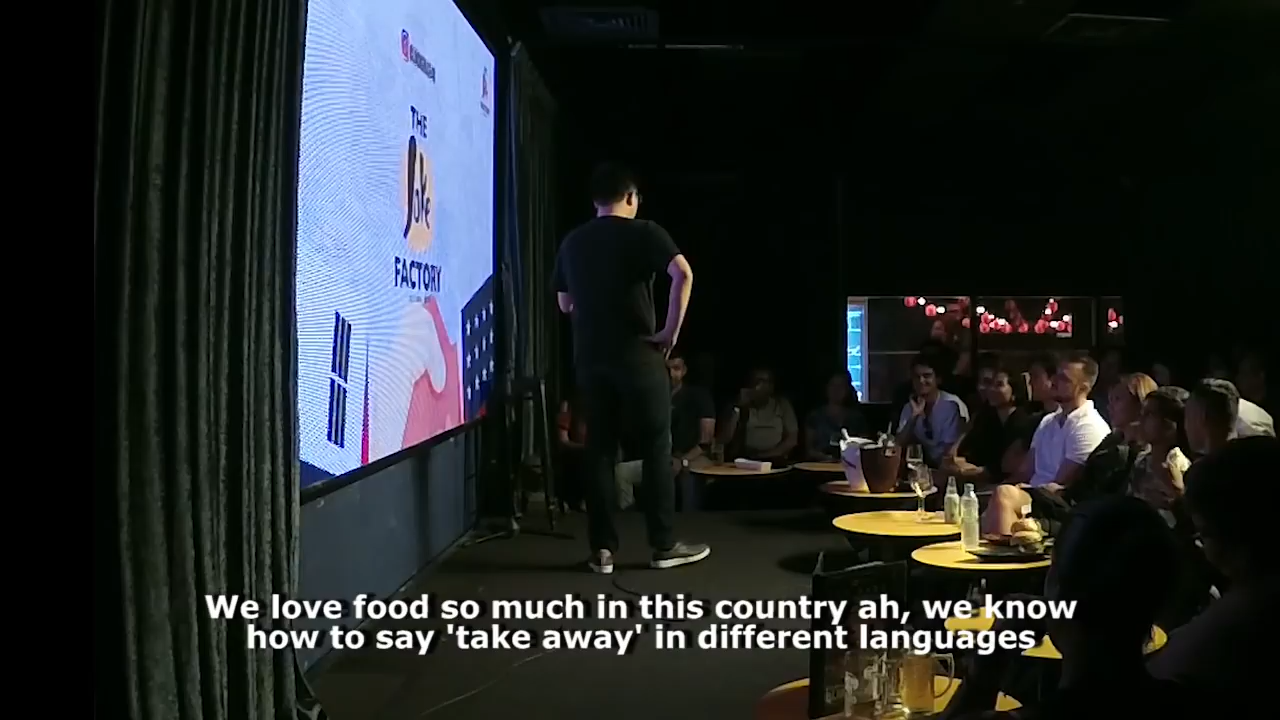 THE
Joke
FACTORY
We love food so much in this country ah, we know
how to say 'take away' in different languages